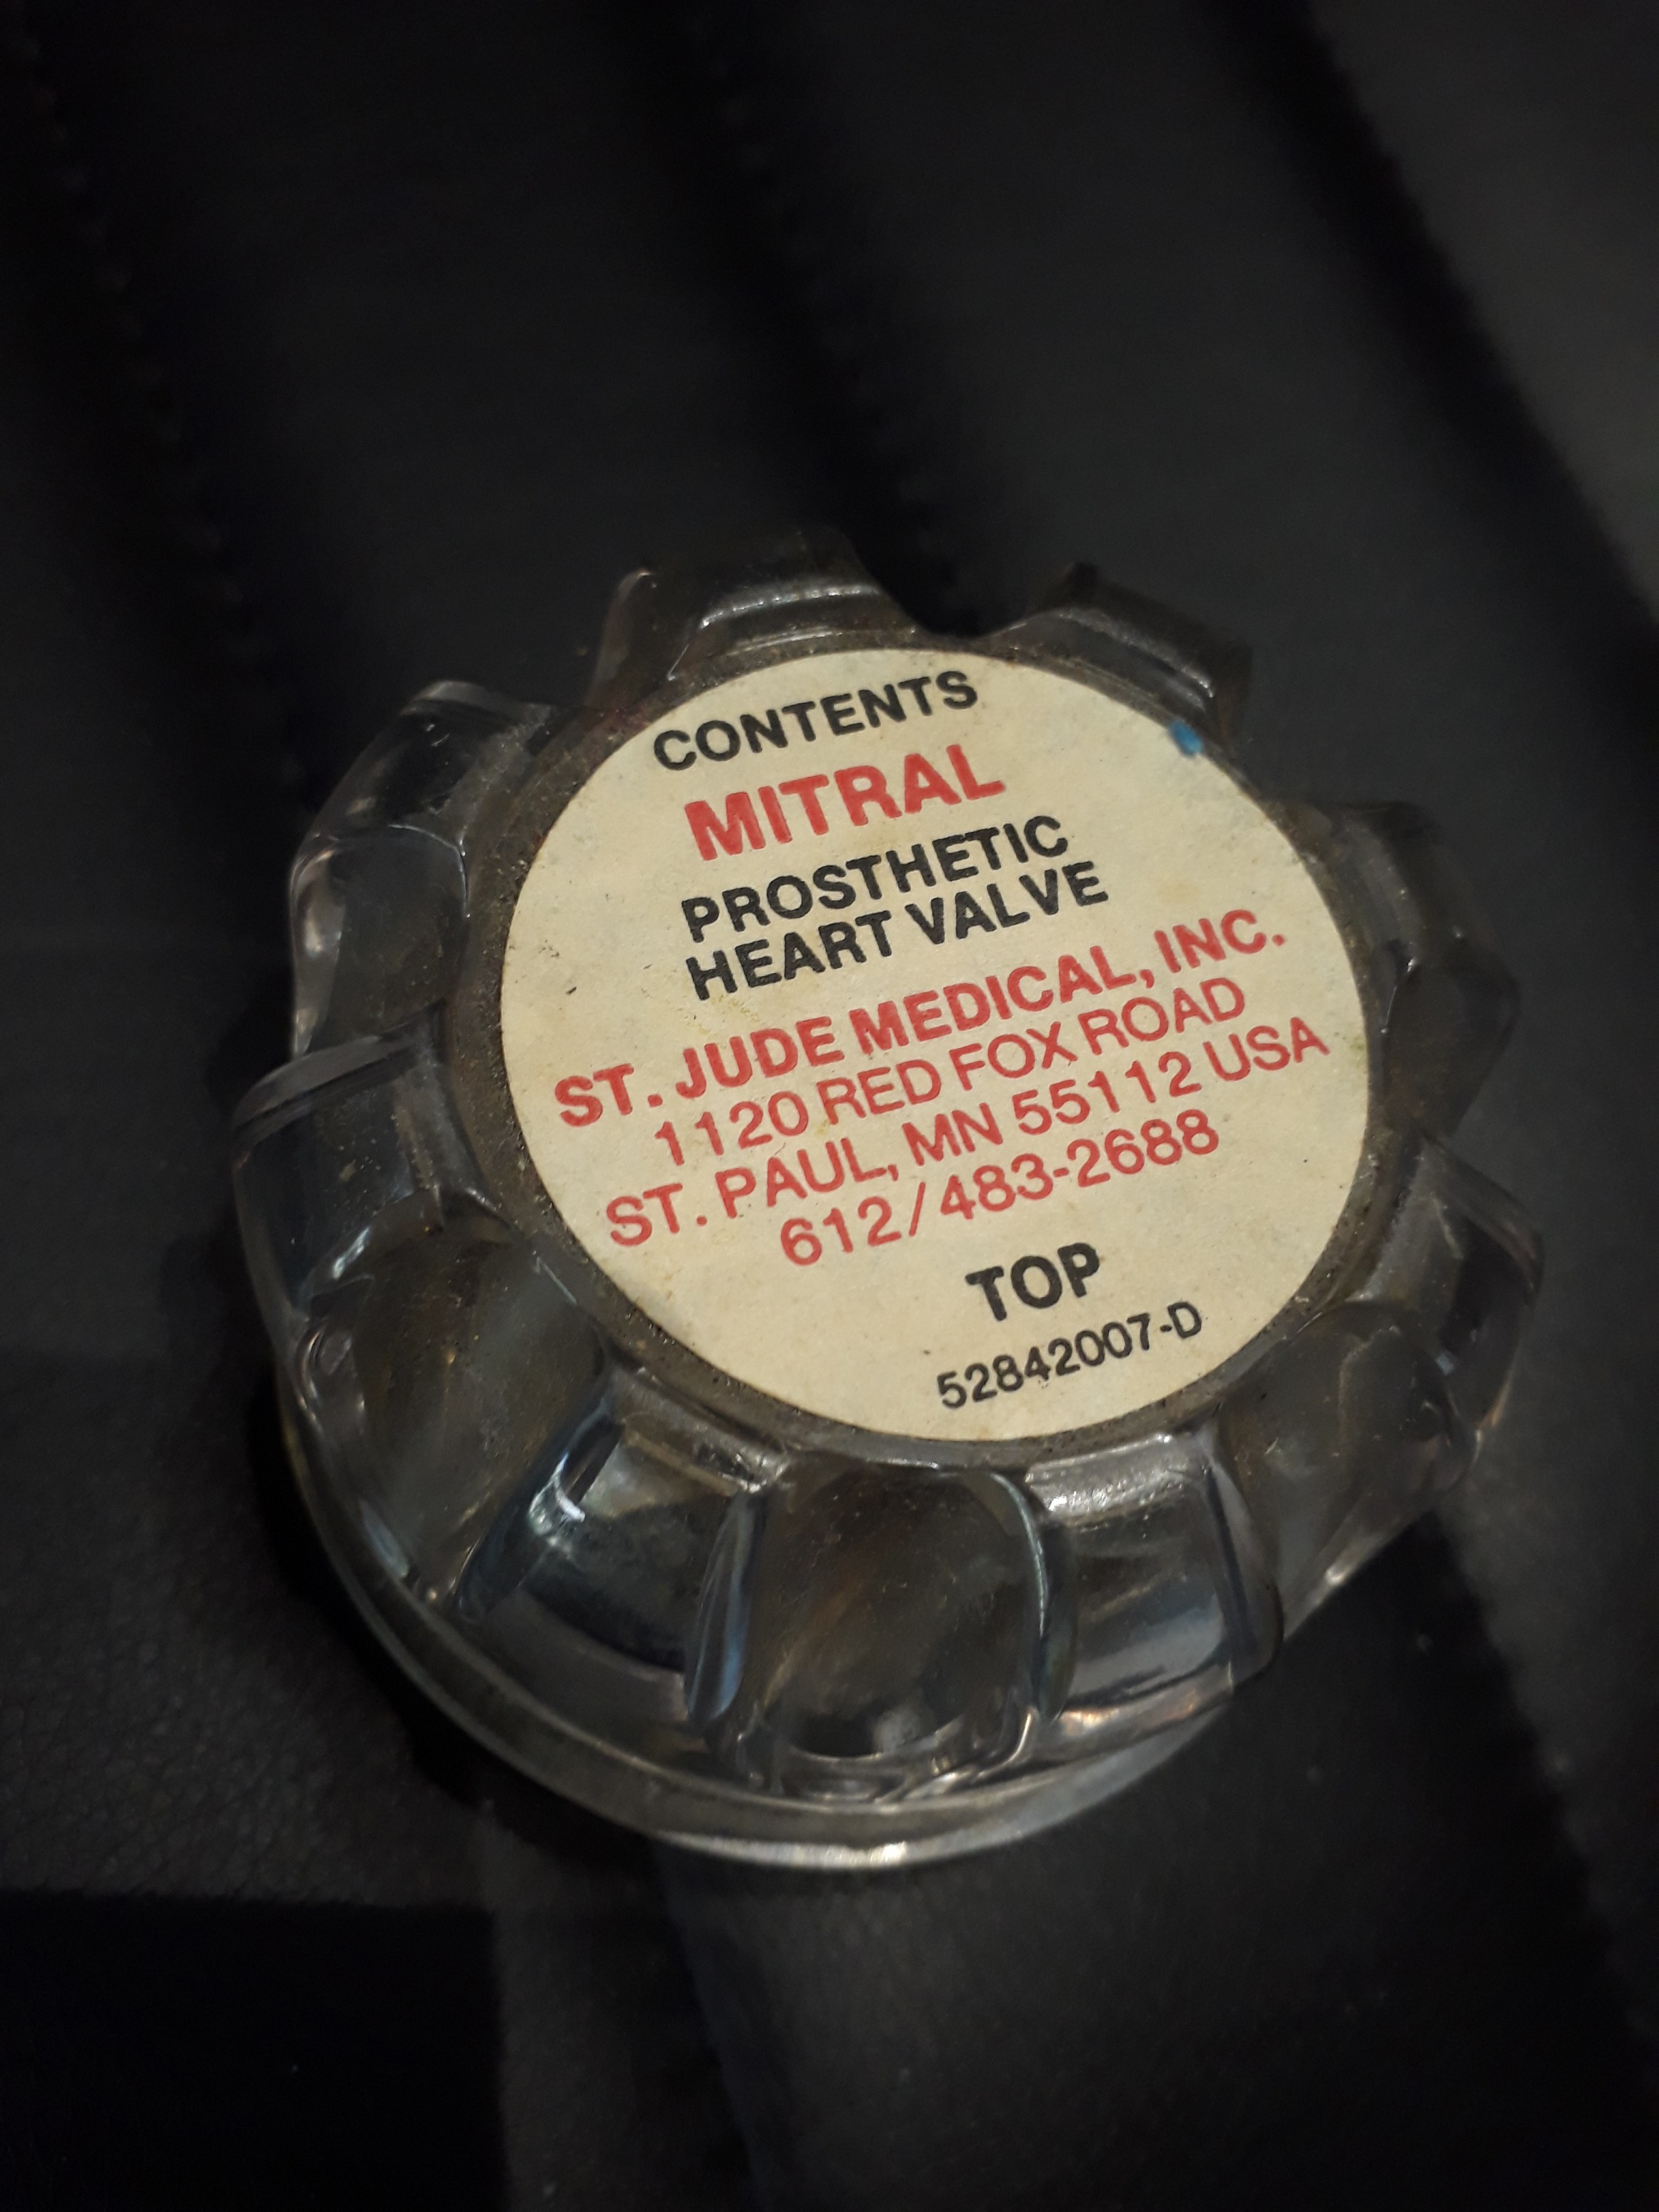 CONTENTS
MITRAL
PROSTHETIC
HEART VALVE
ST. JUDE MEDICAL, INC.
1120 RED FOX ROAD
ST. PAUL, MN 55112 USA
612/483-2688
TOP
52842007-D